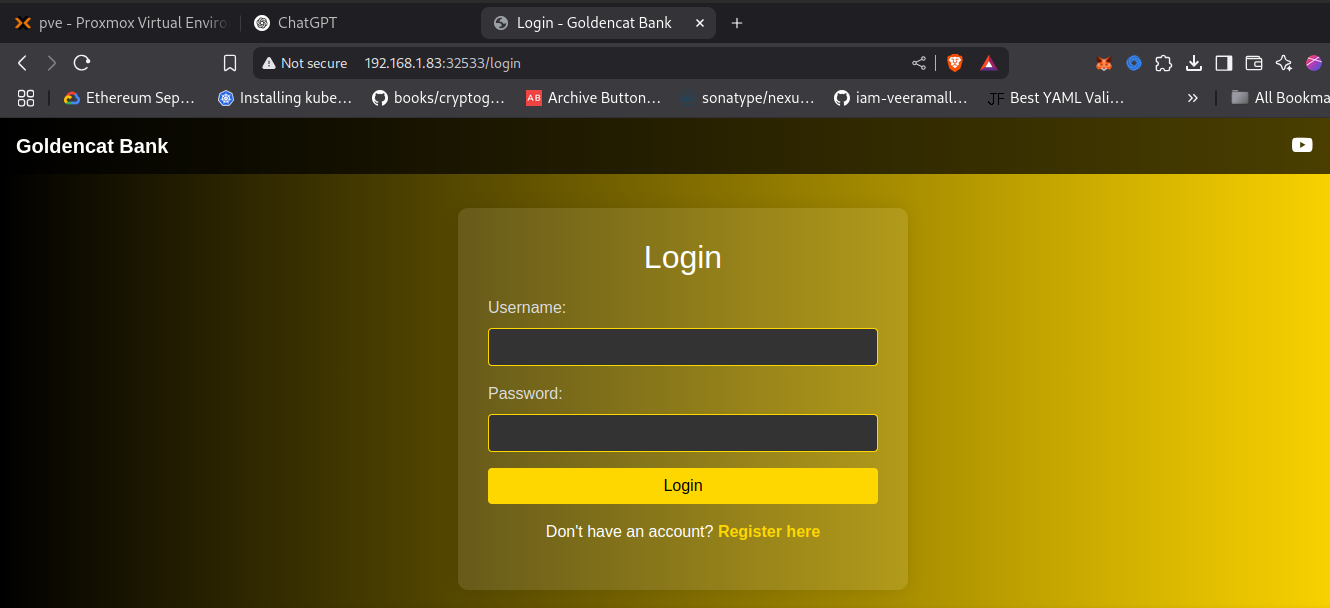 pve - Proxmox Virtual Enviro
ChatGPT
Login - Goldencat Bank
Not secure 192.168.1.83:32533/login
Ethereum Sep... Installing kube... books/cryptog... AB Archive Button... sonatype/nexu... iam-veeramall... JF Best YAML Vali... » All Bookma
Goldencat Bank
Login
Username:
Password:
Login
Don't have an account? Register here